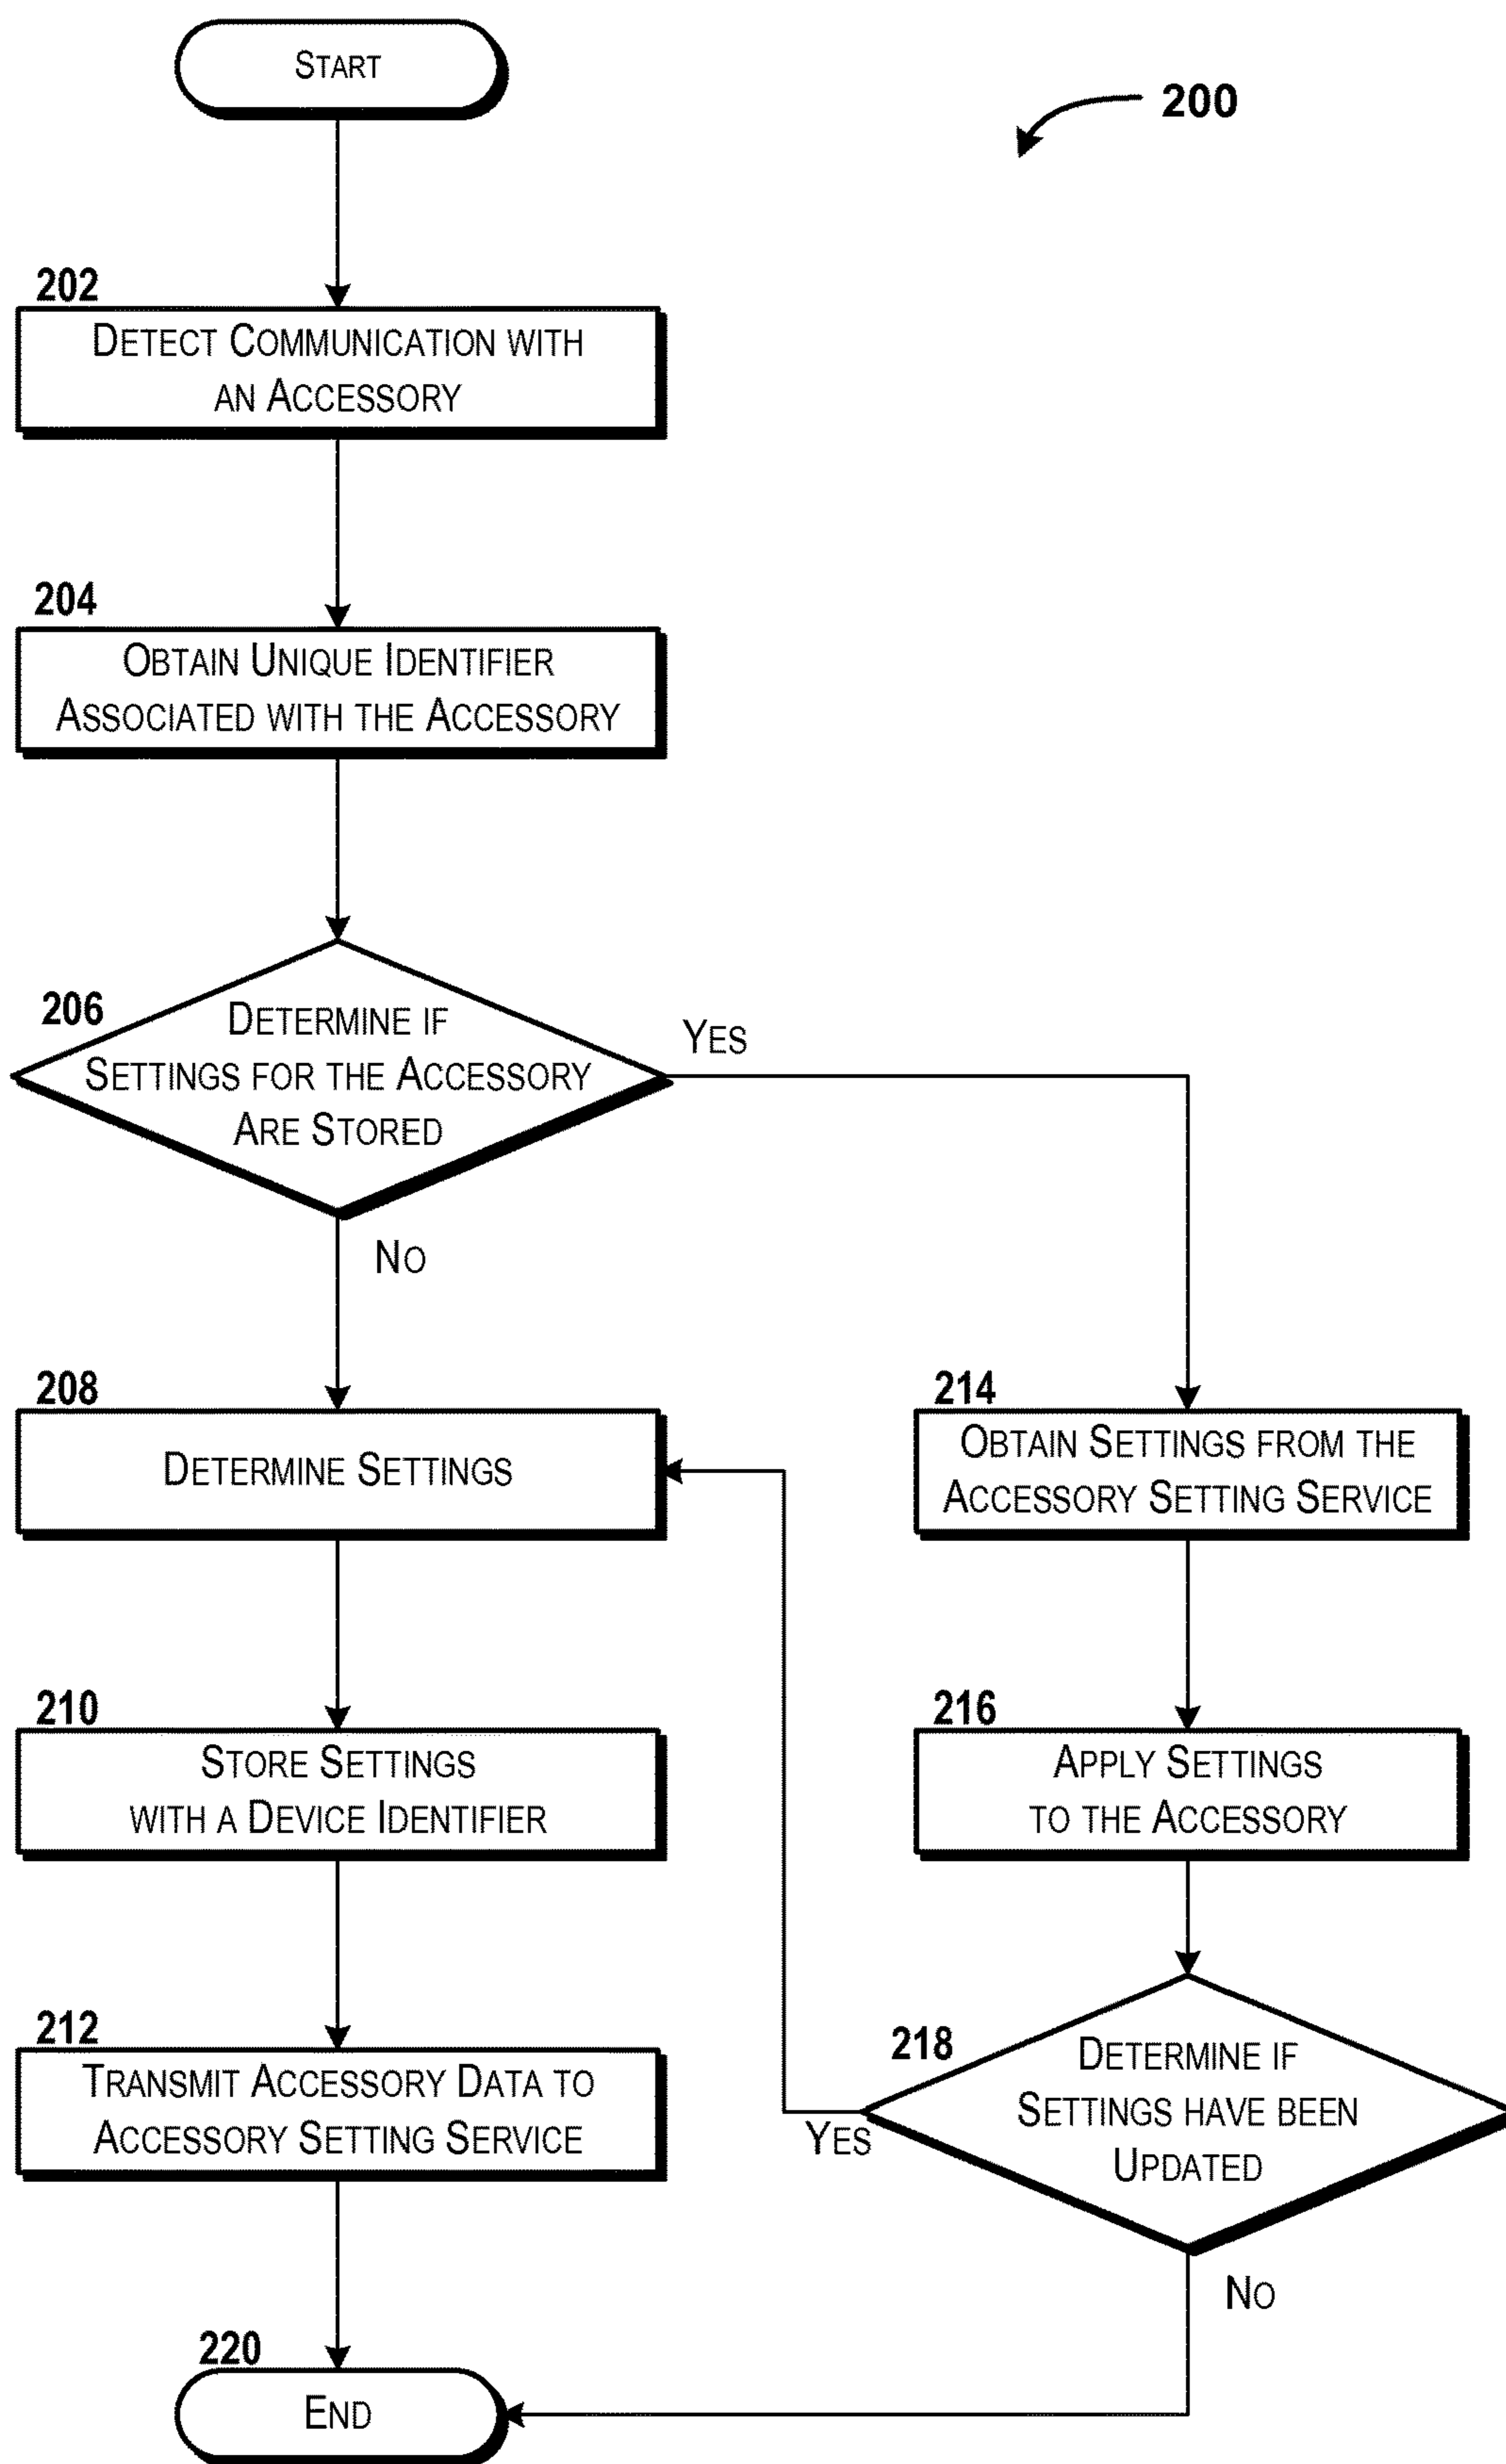 START
200
202
DETECT COMMUNICATION WITH
AN ACCESSORY
204
OBTAIN UNIQUE IDENTIFIER
ASSOCIATED WITH THE ACCESSORY
206
DETERMINE IF
SETTINGS FOR THE ACCESSORY
ARE STORED
YES
NO
208
DETERMINE SETTINGS
214
OBTAIN SETTINGS FROM THE
ACCESSORY SETTING SERVICE
210
STORE SETTINGS
WITH A DEVICE IDENTIFIER
216
APPLY SETTINGS
TO THE ACCESSORY
212
TRANSMIT ACCESSORY DATA TO
ACCESSORY SETTING SERVICE
218
DETERMINE IF
SETTINGS HAVE BEEN
UPDATED
YES
NO
220
END